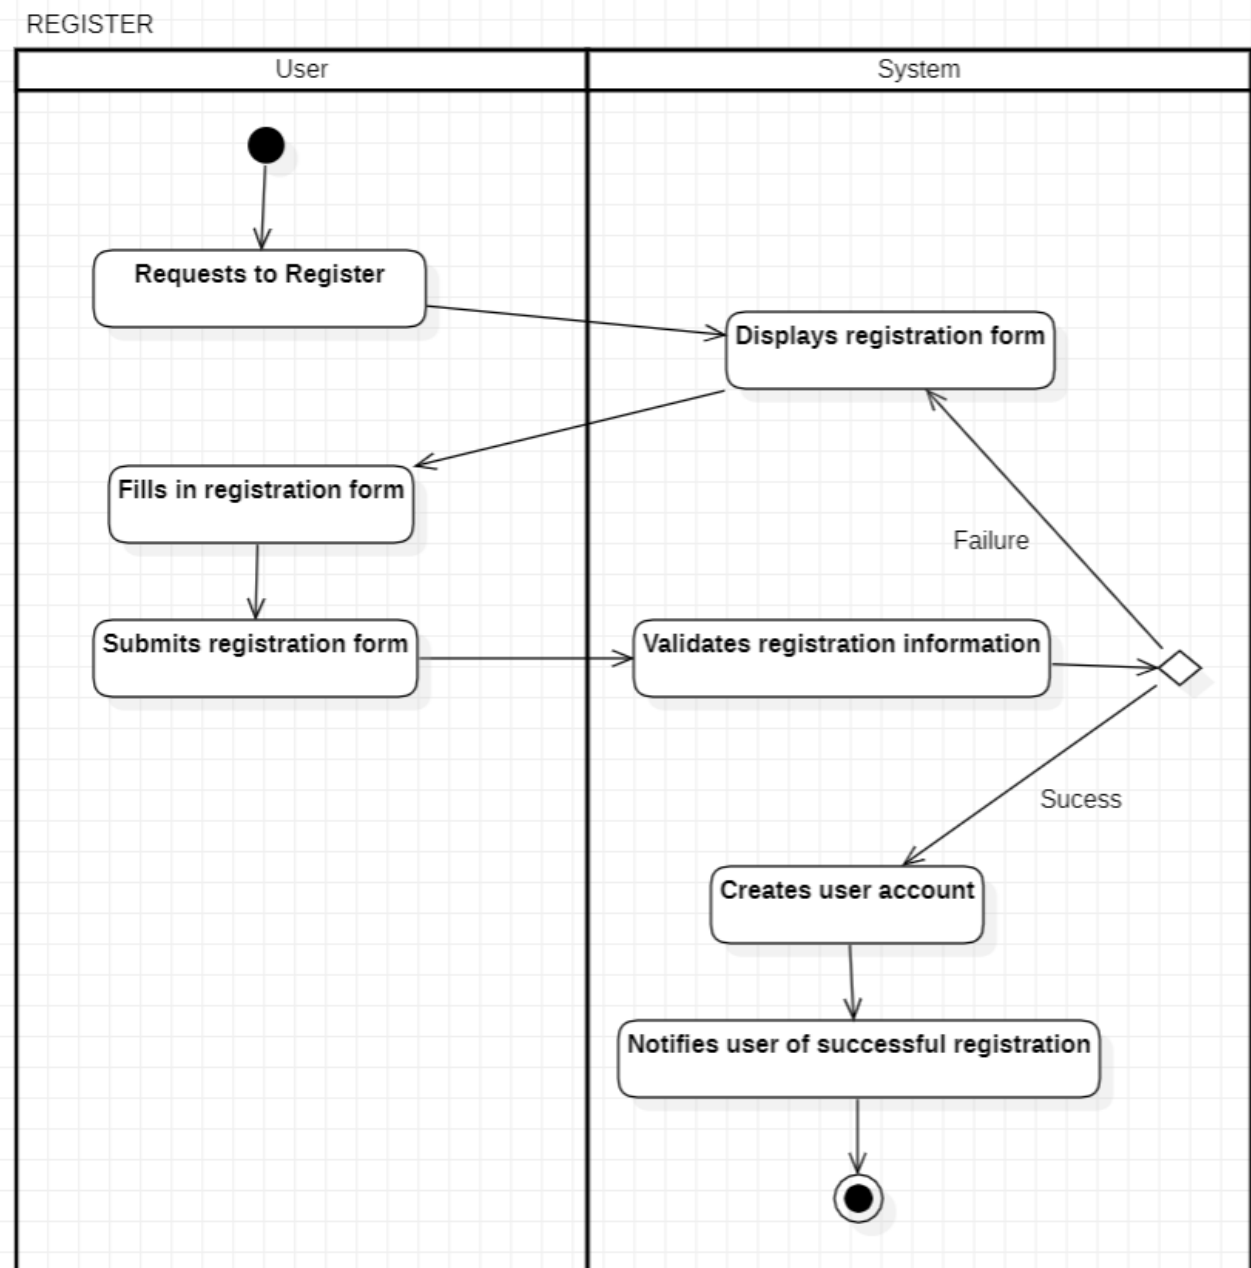 REGISTER
User
System
Requests to Register
Displays registration form
Fills in registration form
Failure
Submits registration form
Validates registration information
Sucess
Creates user account
Notifies user of successful registration